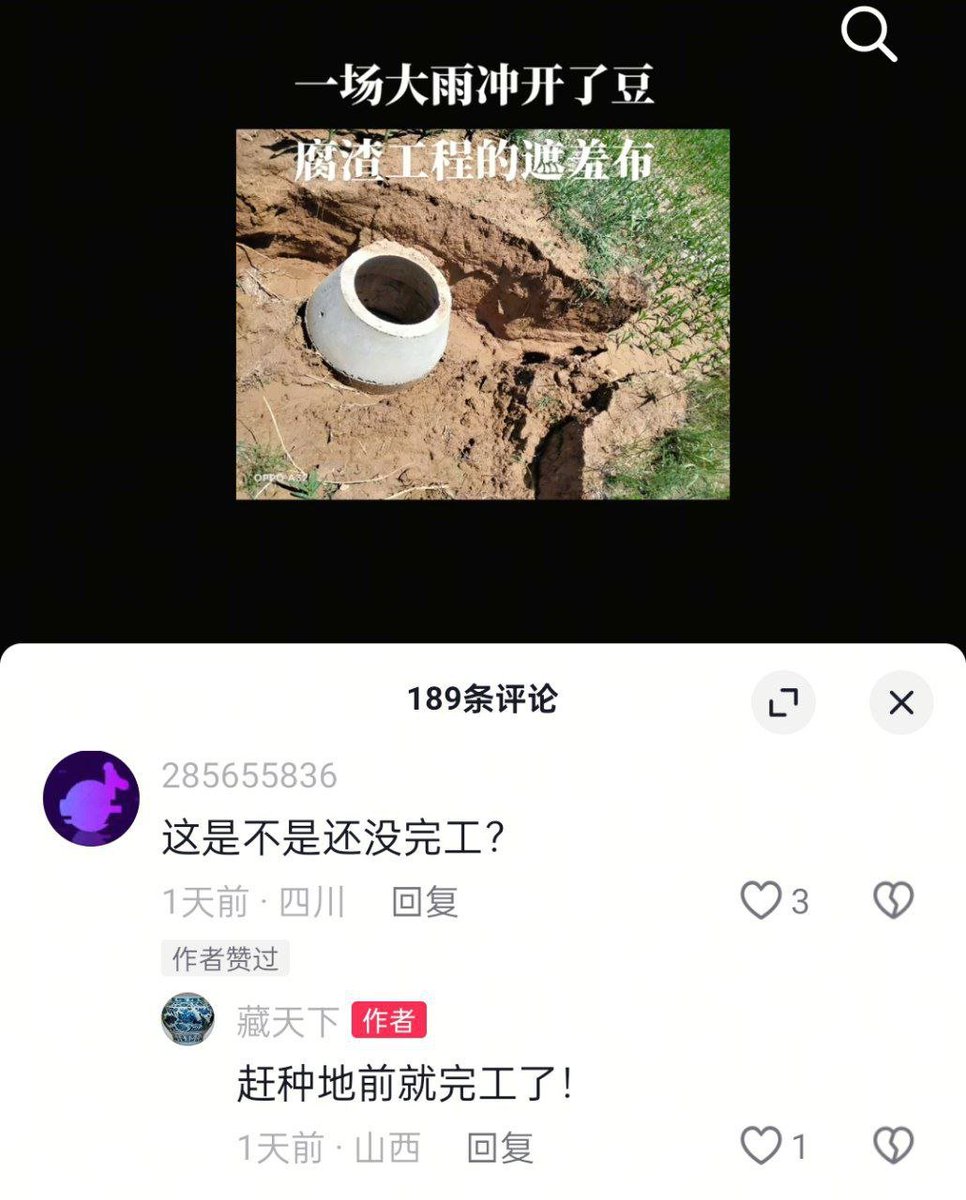 一场大雨冲开了豆
腐渣工程的遮羞布
OPPO A32
189条评论
285655836
这是不是还没完工？
1天前 · 四川 回复
3
作者赞过
藏天下 作者
赶种地前就完工了！
1天前 · 山西 回复
1